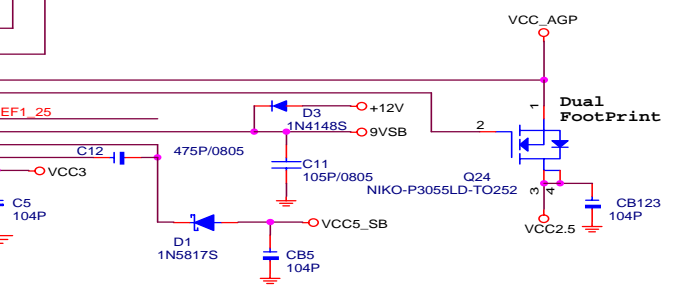 VCC_AGP
1
Dual
FootPrint
EF1_25
D3
1N4148S
+12V
9VSB
2
C12
475P/0805
C11
105P/0805
VCC3
Q24
NIKO-P3055LD-TO252
3
4
C5
104P
CB123
104P
VCC5_SB
VCC2.5
D1
1N5817S
CB5
104P